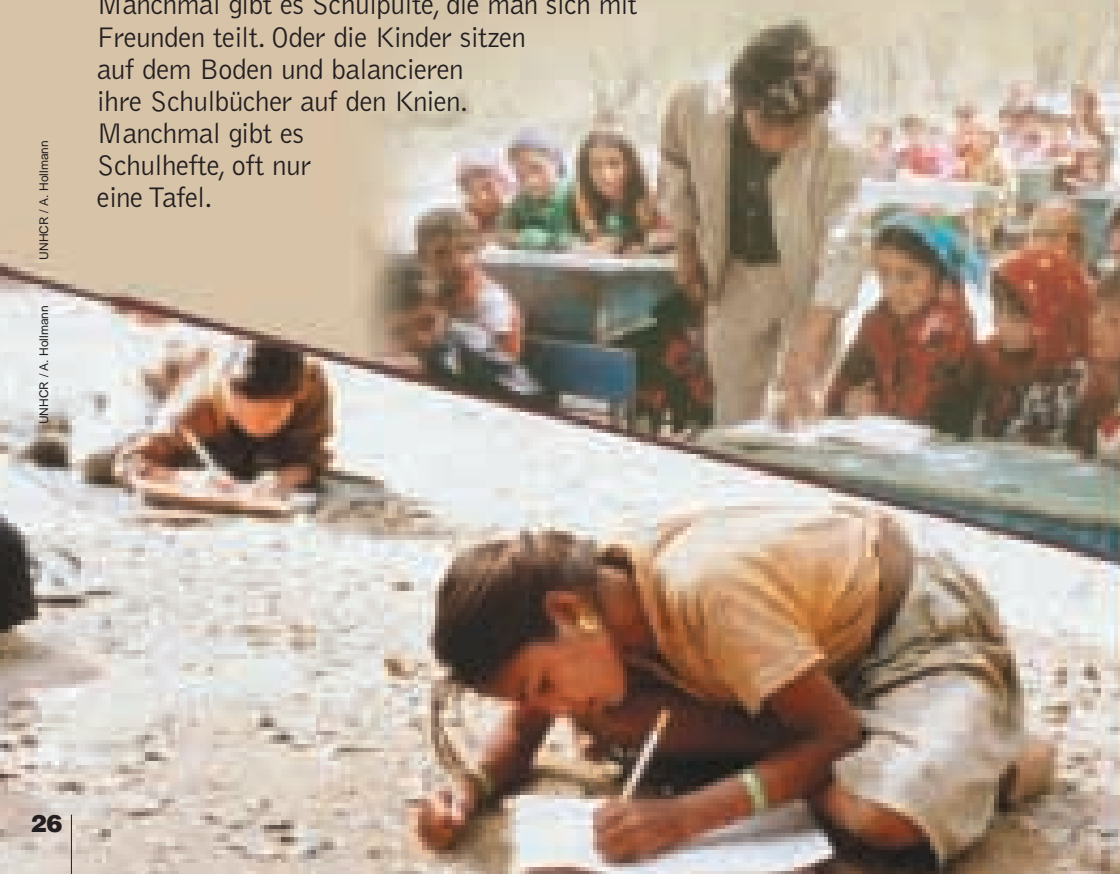 Manchmal gibt es Schulpulte, die man sich mit
Freunden teilt. Oder die Kinder sitzen
auf dem Boden und balancieren
ihre Schulbücher auf den Knien.
Manchmal gibt es
Schulhefte, oft nur
eine Tafel.
UNHCR / A. Hollmann
UNHCR / A. Hollmann
26